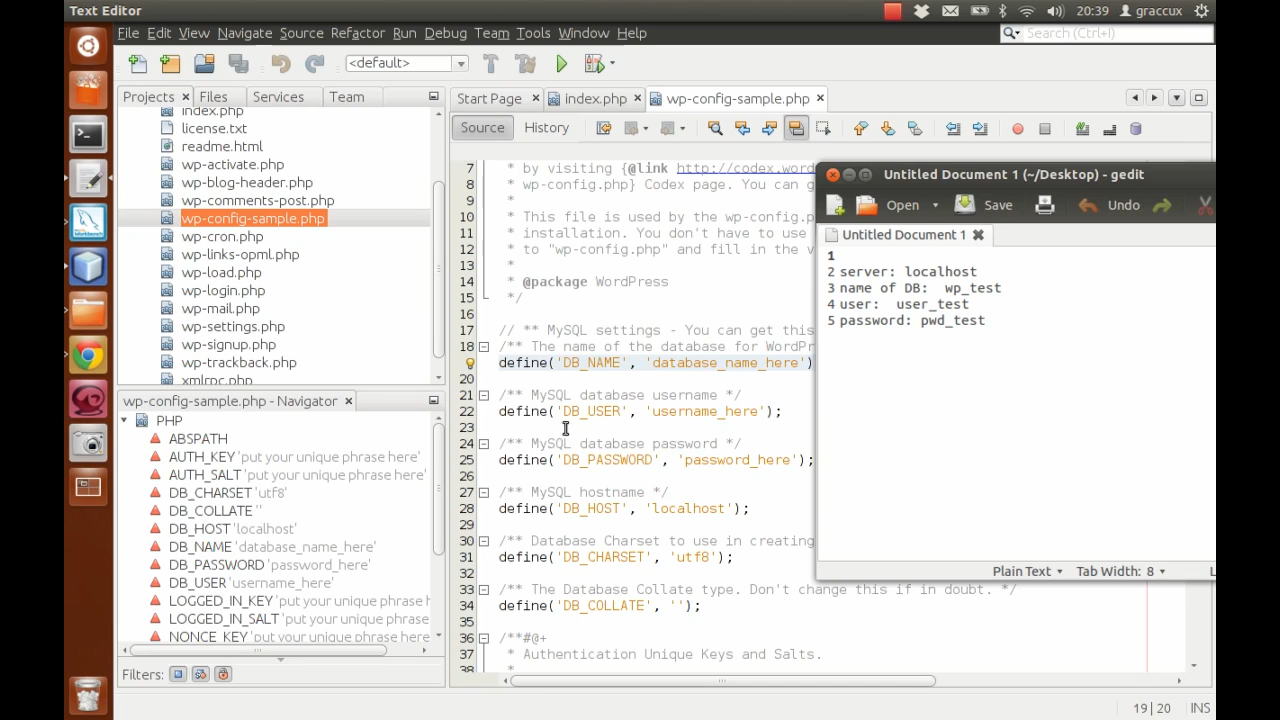 Text Editor
20:39
graccux
File Edit View Navigate Source Refactor Run Debug Team Tools Window Help
Search (Ctrl+I)
<default>
Projects
Files
Services
Team
index.php
license.txt
readme.html
wp-activate.php
wp-blog-header.php
wp-comments-post.php
wp-config-sample.php
wp-cron.php
wp-links-opml.php
wp-load.php
wp-login.php
wp-mail.php
wp-settings.php
wp-signup.php
wp-trackback.php
xmlrpc.php
wp-config-sample.php - Navigator
PHP
ABSPATH
AUTH_KEY 'put your unique phrase here'
AUTH_SALT 'put your unique phrase here'
DB_CHARSET 'utf8'
DB_COLLATE ''
DB_HOST 'localhost'
DB_NAME 'database_name_here'
DB_PASSWORD 'password_here'
DB_USER 'username_here'
LOGGED_IN_KEY 'put your unique phrase here
LOGGED_IN_SALT 'put your unique phrase her
NONCE_KEY 'put your unique phrase here'
Filters:
Start Page
index.php
wp-config-sample.php
Source
History
7 * by visiting {@link http://codex.word
8 * wp-config.php} Codex page. You can g
9 *
10 * This file is used by the wp-config.p
11 * installation. You don't have to use
12 * to "wp-config.php" and fill in the v
13 *
14 * @package WordPress
15 */
16
17 // ** MySQL settings - You can get this
18 /** The name of the database for WordPr
define('DB_NAME', 'database_name_here')
20
21 /** MySQL database username */
22 define('DB_USER', 'username_here');
23
24 /** MySQL database password */
25 define('DB_PASSWORD', 'password_here');
26
27 /** MySQL hostname */
28 define('DB_HOST', 'localhost');
29
30 /** Database Charset to use in creating
31 define('DB_CHARSET', 'utf8');
32
33 /** The Database Collate type. Don't change this if in doubt. */
34 define('DB_COLLATE', '');
35
36 /**#@+
37 * Authentication Unique Keys and Salts.
*
Untitled Document 1 (~/Desktop) - gedit
Open
Save
Undo
Untitled Document 1
1
2 server: localhost
3 name of DB: wp_test
4 user: user_test
5 password: pwd_test
Plain Text
Tab Width: 8
19|20
INS